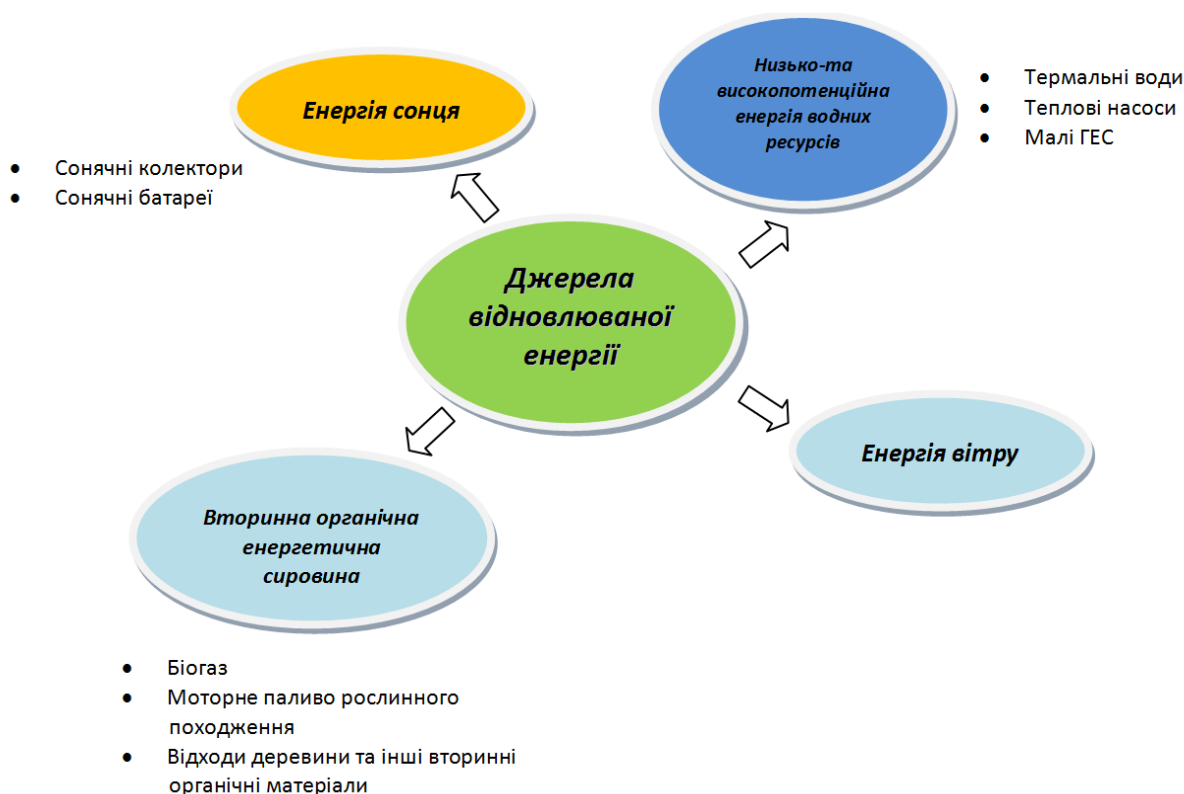 Енергія сонця
• Сонячні колектори
• Сонячні батареї
Низько-та
високопотенційна
енергія водних
ресурсів
• Термальні води
• Теплові насоси
• Малі ГЕС
Джерела
відновлюваної
енергії
Енергія вітру
Вторинна органічна
енергетична
сировина
• Біогаз
• Моторне паливо рослинного
походження
• Відходи деревини та інші вторинні
органічні матеріали